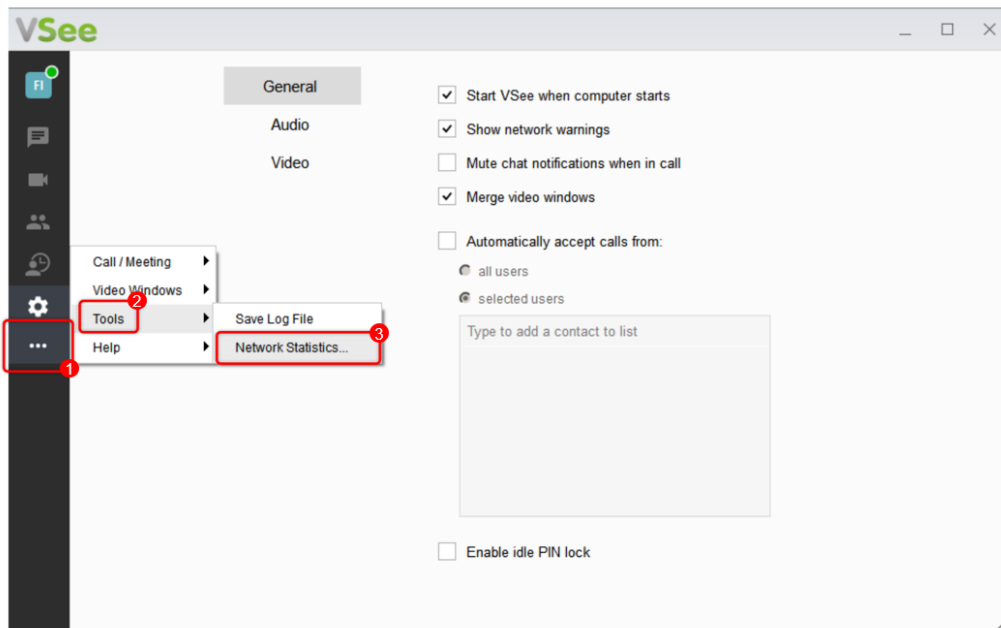 VSee
FI
General
Audio
Video
Start VSee when computer starts
Show network warnings
Mute chat notifications when in call
Merge video windows
Automatically accept calls from:
all users
selected users
Type to add a contact to list
Enable idle PIN lock
Call / Meeting
Video Windows
2
Tools
Help
1
Save Log File
3
Network Statistics...